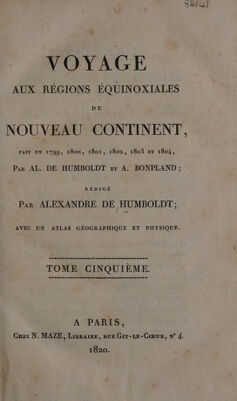 VOYAGE
AUX RÉGIONS ÉQUINOXIALES
DU
NOUVEAU CONTINENT,
FAIT EN 1799, 1800, 1801, 1802, 1803 ET 1804,
PAR AL. DE HUMBOLDT ET A. BONPLAND;
RÉDIGÉ
PAR ALEXANDRE DE HUMBOLDT;
AVEC UN ATLAS GÉOGRAPHIQUE ET PHYSIQUE.
TOME CINQUIÈME.
A PARIS,
CHEZ N. MAZE, LIBRAIRE, RUE GIT-LE-CŒUR, N° 4.
1820.